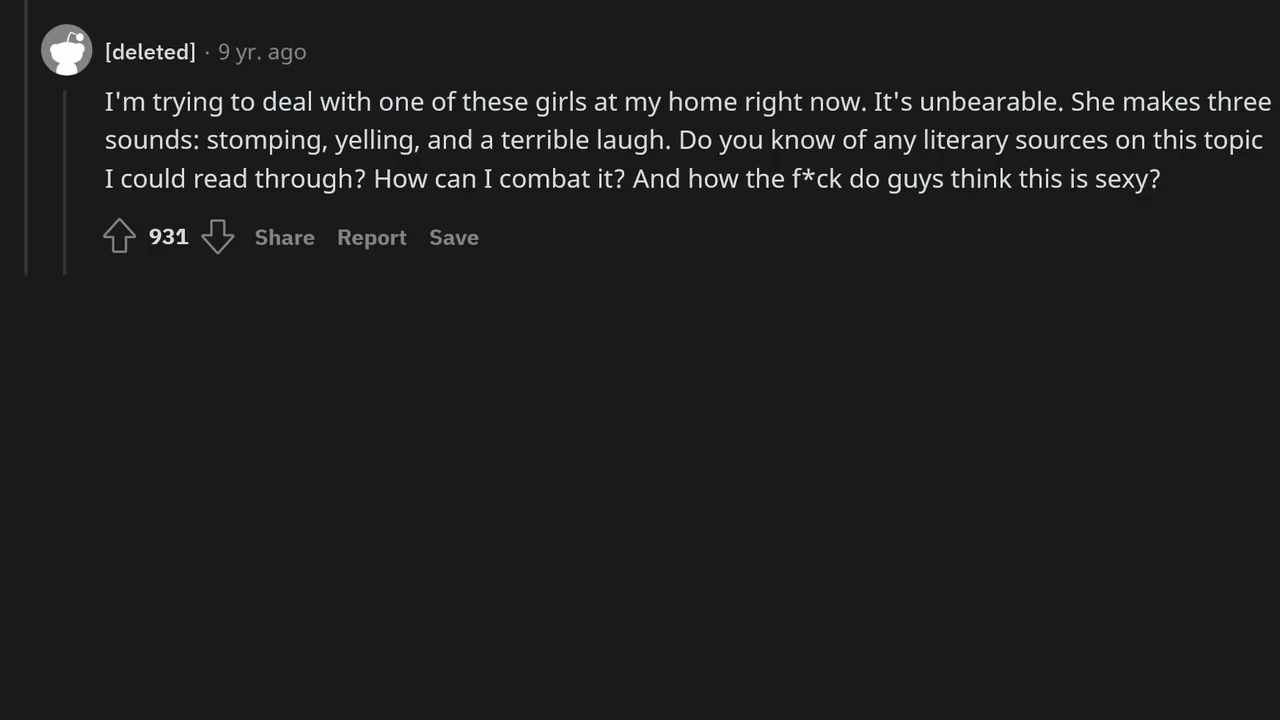 [deleted] · 9 yr. ago
I'm trying to deal with one of these girls at my home right now. It's unbearable. She makes three
sounds: stomping, yelling, and a terrible laugh. Do you know of any literary sources on this topic
I could read through? How can I combat it? And how the f*ck do guys think this is sexy?
931 Share Report Save